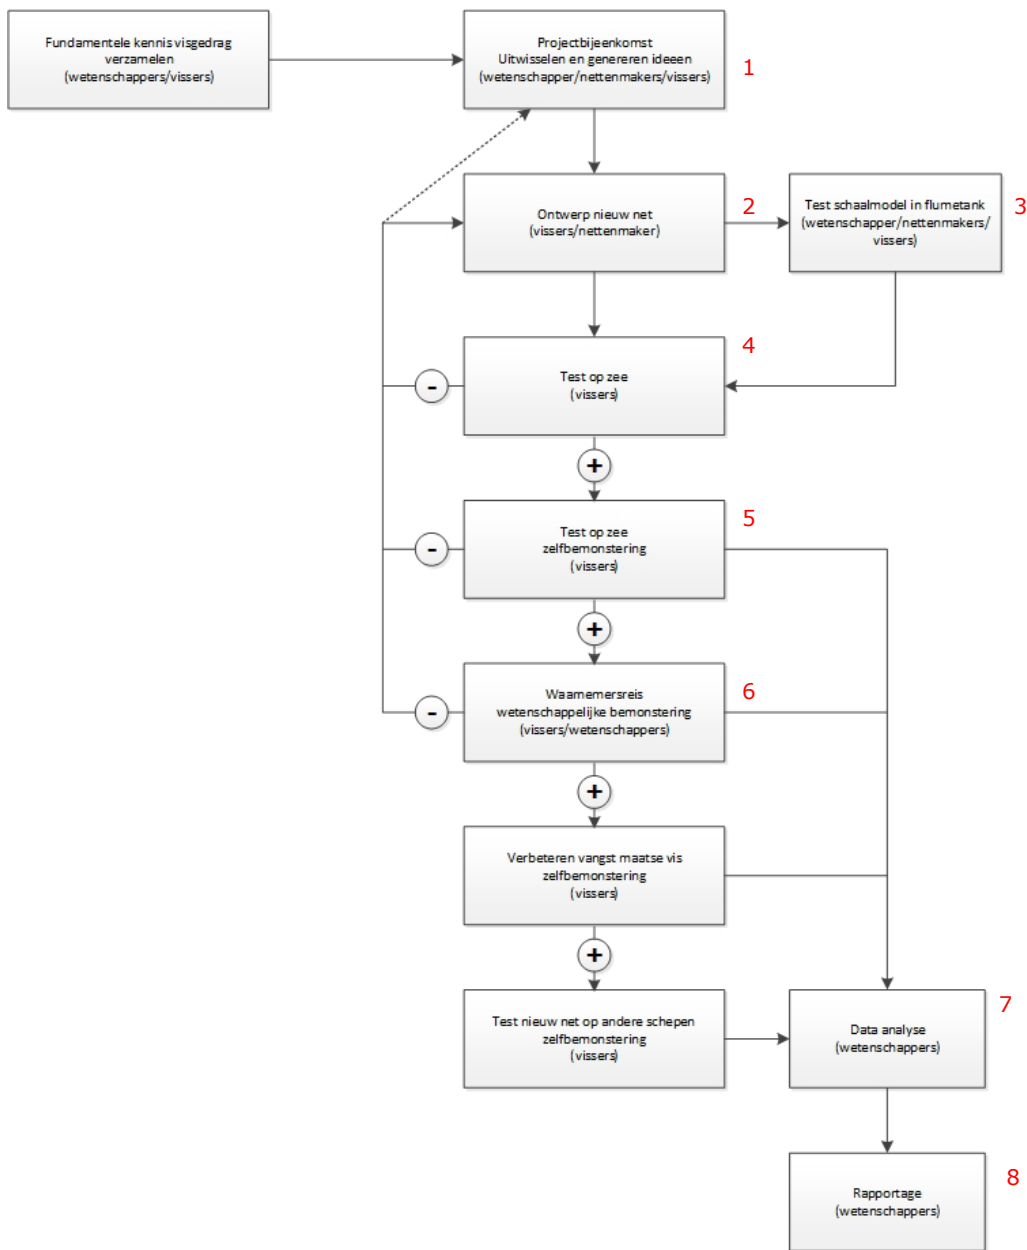 Fundamentele kennis visgedrag
verzamelen
(wetenschappers/vissers)
Projectbijeenkomst
Uitwisselen en genereren ideeen
(wetenschapper/nettenmakers/vissers)
1
Ontwerp nieuw net
(vissers/nettenmaker)
2
Test schaalmodel in flumetank
(wetenschapper/nettenmakers/
vissers)
3
Test op zee
(vissers)
4
-
+
Test op zee
zelfbemonstering
(vissers)
5
-
+
Waarnemersreis
wetenschappelijke bemonstering
(vissers/wetenschappers)
6
-
+
Verbeteren vangst maatse vis
zelfbemonstering
(vissers)
+
Test nieuw net op andere schepen
zelfbemonstering
(vissers)
Data analyse
(wetenschappers)
7
Rapportage
(wetenschappers)
8